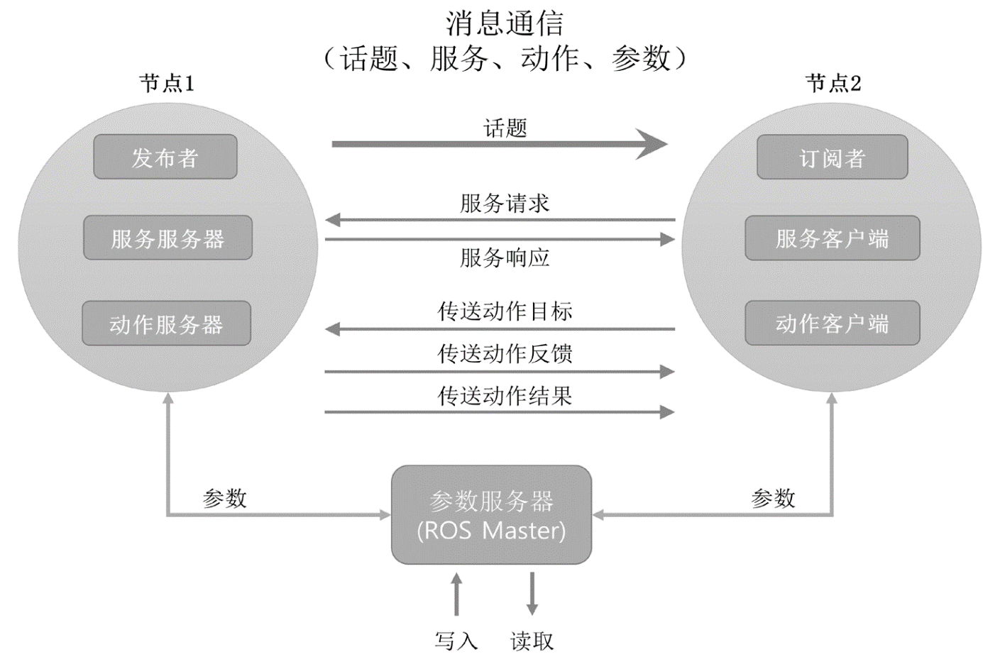 消息通信
（话题、服务、动作、参数）
节点1
节点2
话题
发布者
订阅者
服务请求
服务服务器
服务客户端
服务响应
传送动作目标
动作服务器
动作客户端
传送动作反馈
传送动作结果
参数
参数服务器
(ROS Master)
参数
写入
读取